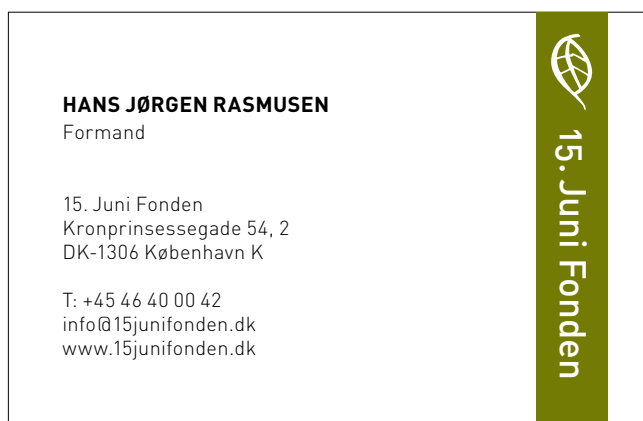 HANS JØRGEN RASMUSEN
Formand
15. Juni Fonden
Kronprinsessegade 54, 2
DK-1306 København K
T: +45 46 40 00 42
info@15junifonden.dk
www.15junifonden.dk
15. Juni Fonden